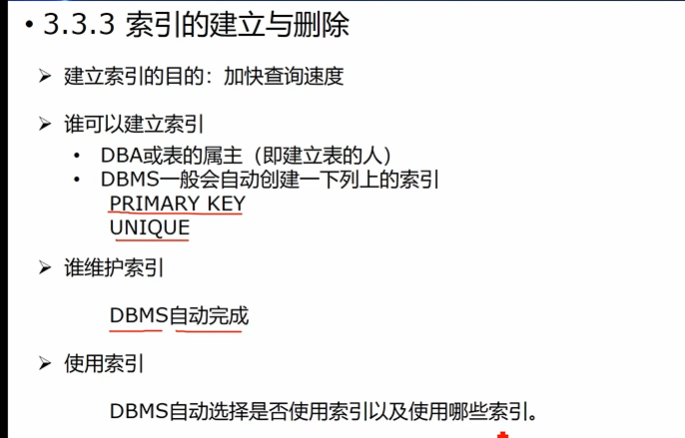 • 3.3.3 索引的建立与删除
➢ 建立索引的目的：加快查询速度
➢ 谁可以建立索引
• DBA或表的属主（即建立表的人）
• DBMS一般会自动创建一下列上的索引
PRIMARY KEY
UNIQUE
➢ 谁维护索引
DBMS自动完成
➢ 使用索引
DBMS自动选择是否使用索引以及使用哪些索引。